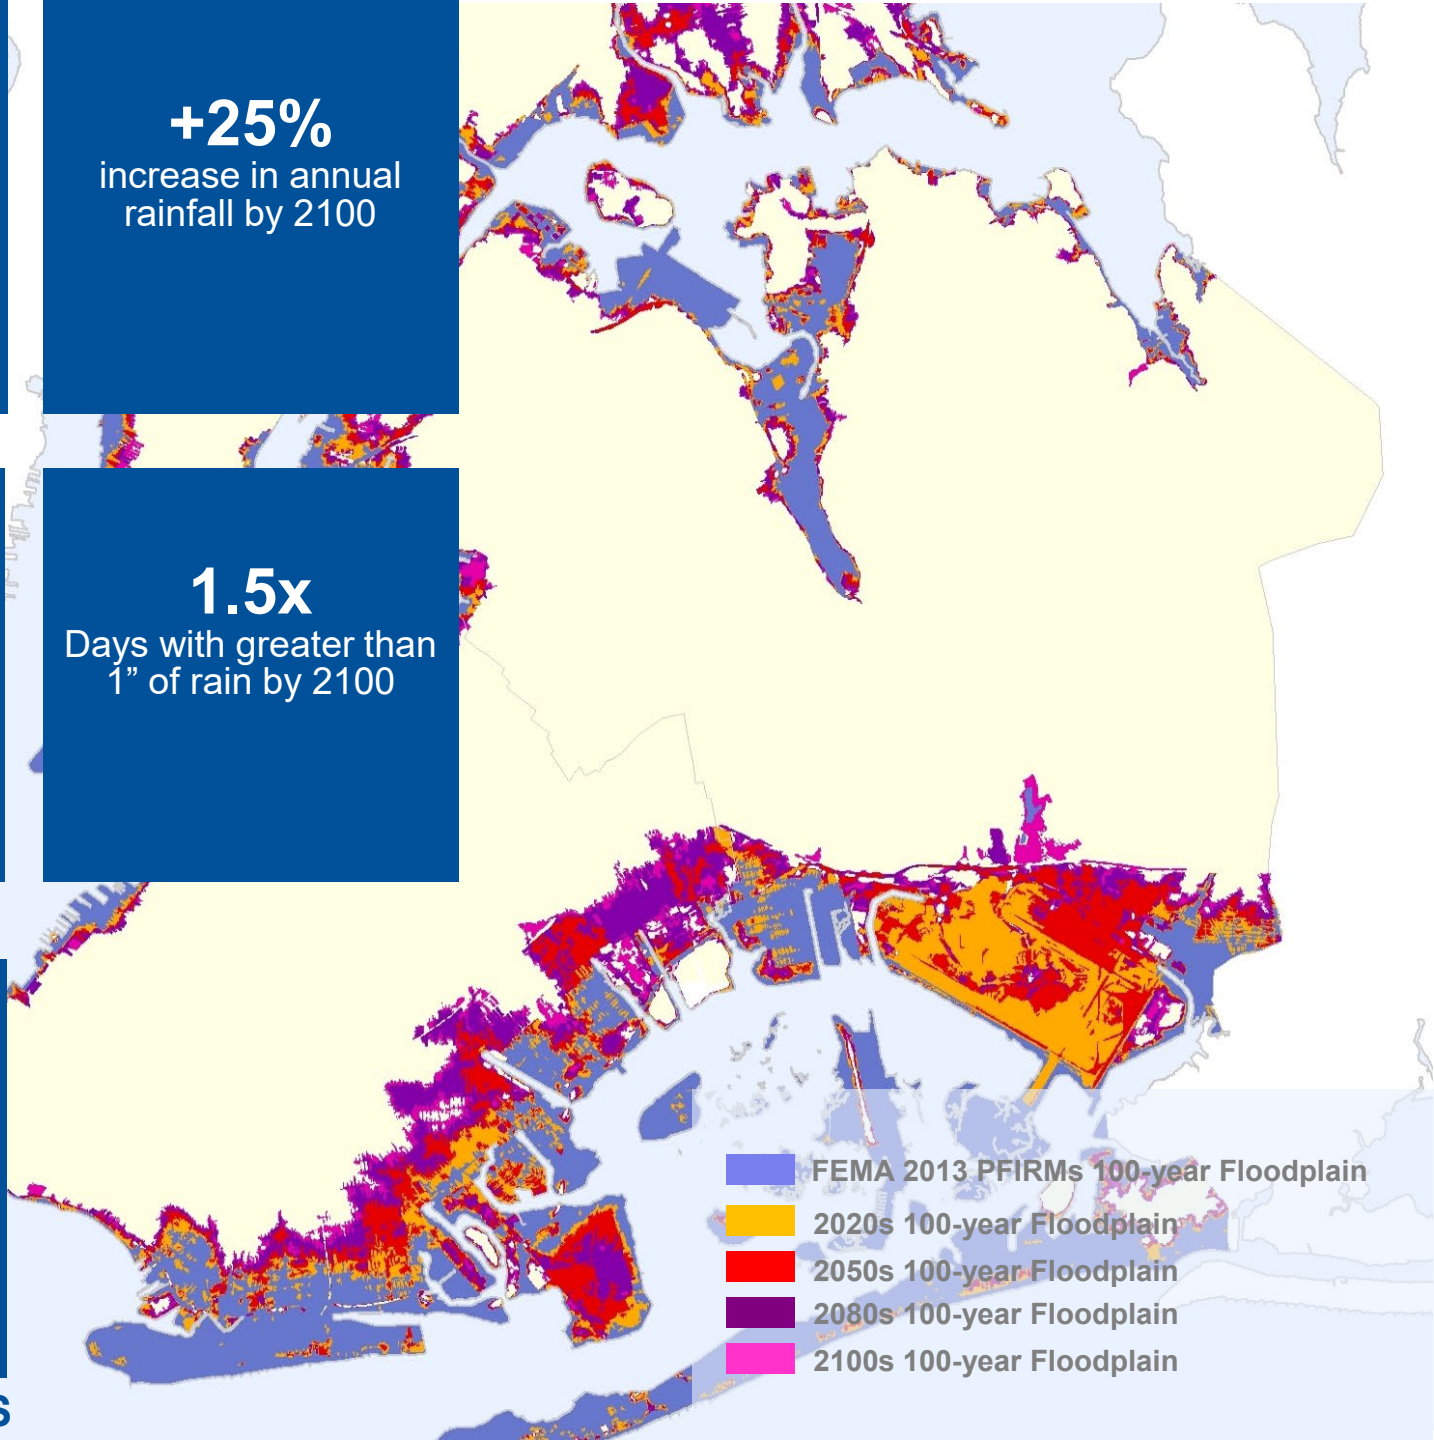 +25%
increase in annual
rainfall by 2100
1.5x
Days with greater than
1” of rain by 2100
FEMA 2013 PFIRMs 100-year Floodplain
2020s 100-year Floodplain
2050s 100-year Floodplain
2080s 100-year Floodplain
2100s 100-year Floodplain
s